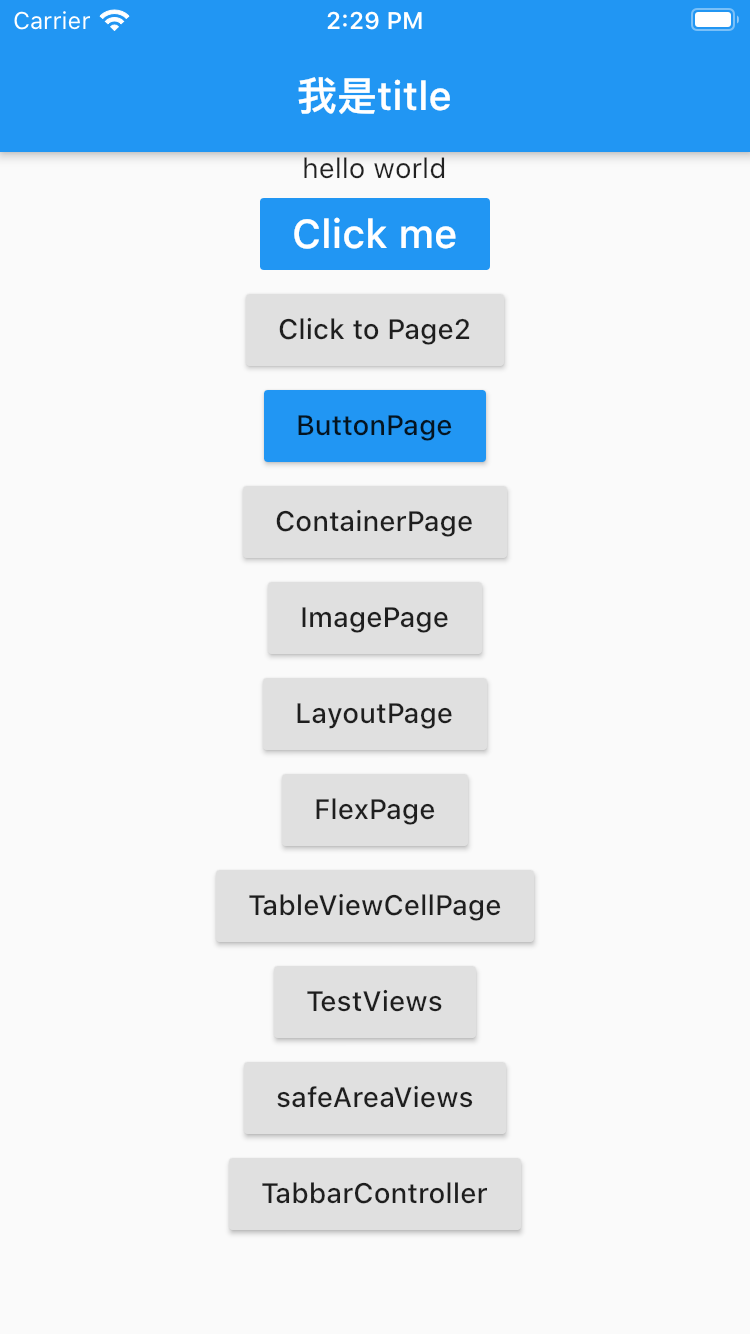 Carrier 2:29 PM
我是title
hello world
Click me
Click to Page2
ButtonPage
ContainerPage
ImagePage
LayoutPage
FlexPage
TableViewCellPage
TestViews
safeAreaViews
TabbarController